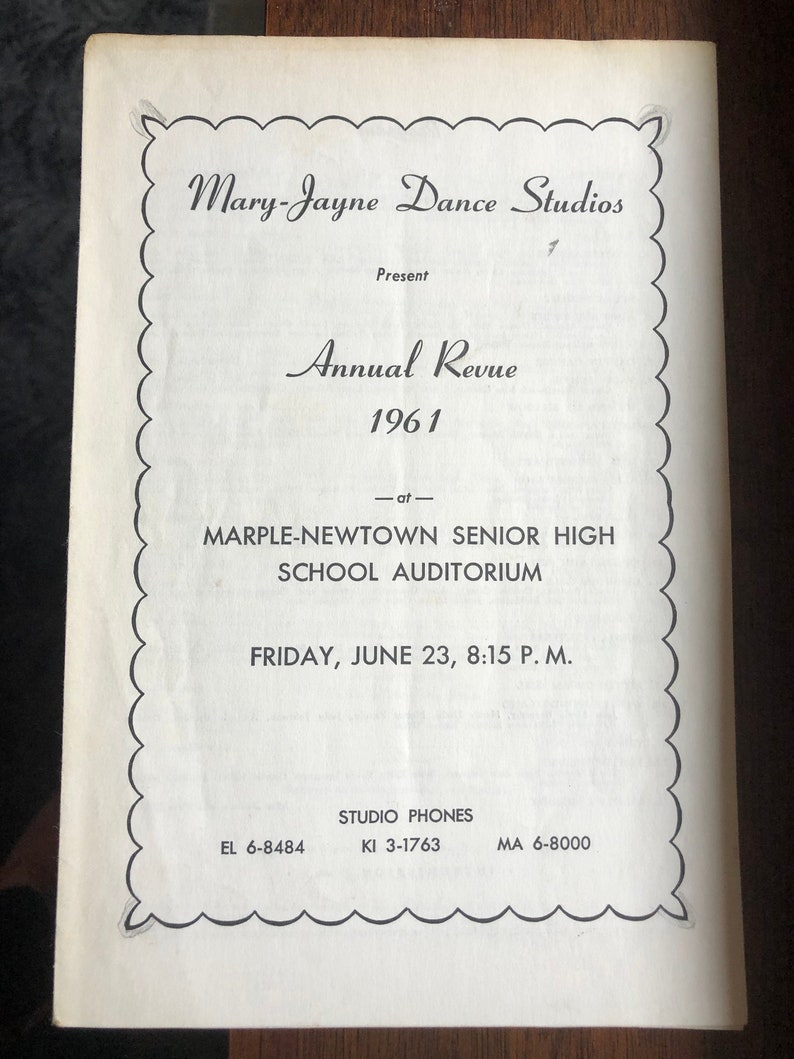 Mary-Jayne Dance Studios
Present
Annual Revue
1961
— at —
MARPLE-NEWTOWN SENIOR HIGH
SCHOOL AUDITORIUM
FRIDAY, JUNE 23, 8:15 P. M.
STUDIO PHONES
EL 6-8484 KI 3-1763 MA 6-8000